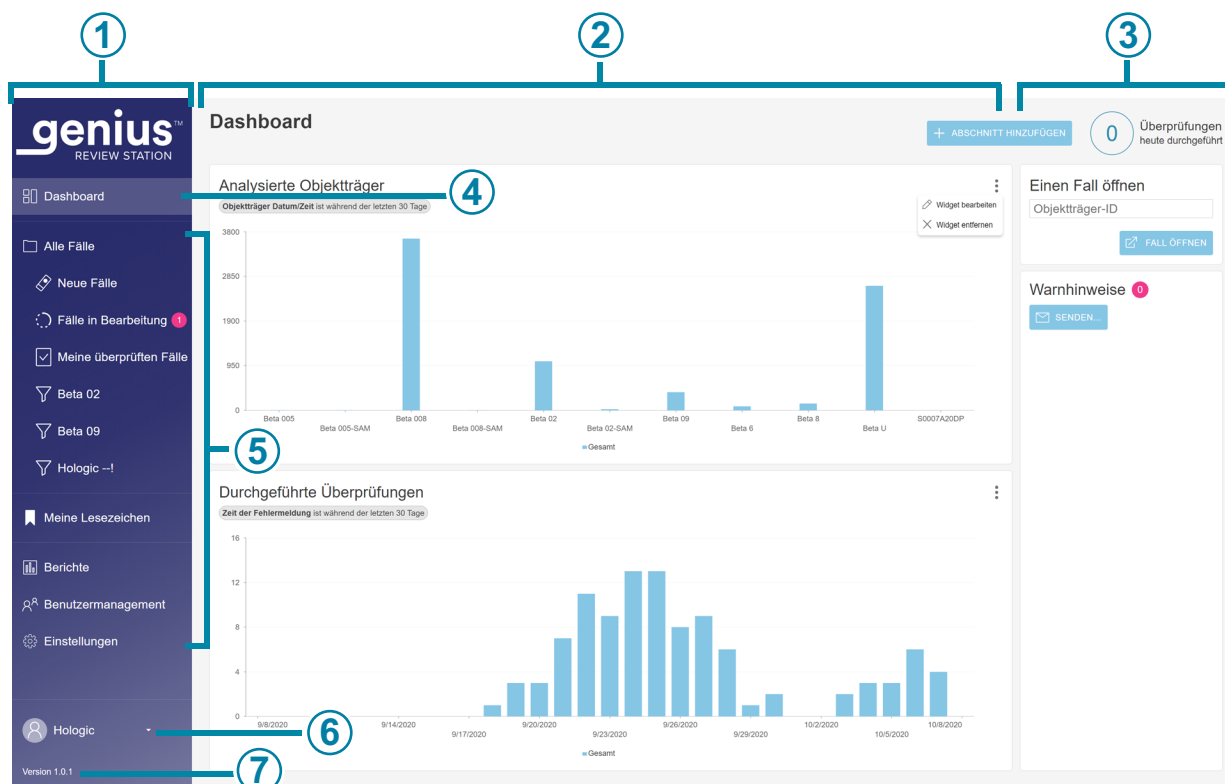 1
2
3
genius™
REVIEW STATION
Dashboard
4
Alle Fälle
Neue Fälle
Fälle in Bearbeitung 1
Meine überprüften Fälle
Beta 02
Beta 09
Hologic --!
5
Meine Lesezeichen
Berichte
Benutzermanagement
Einstellungen
Hologic
6
Version 1.0.1
7
Dashboard
+ ABSCHNITT HINZUFÜGEN
0
Überprüfungen
heute durchgeführt
Analysierte Objektträger
Objektträger Datum/Zeit ist während der letzten 30 Tage
Widget bearbeiten
Widget entfernen
3800
2850
1900
950
0
Beta 005
Beta 005-SAM
Beta 008
Beta 008-SAM
Beta 02
Beta 02-SAM
Beta 09
Beta 6
Beta 8
Beta U
S0007A20DP
Gesamt
Durchgeführte Überprüfungen
Zeit der Fehlermeldung ist während der letzten 30 Tage
16
12
8
4
0
9/8/2020
9/14/2020
9/17/2020
9/20/2020
9/23/2020
9/26/2020
9/29/2020
10/2/2020
10/5/2020
10/8/2020
Gesamt
Einen Fall öffnen
Objektträger-ID
FALL ÖFFNEN
Warnhinweise 0
SENDEN...